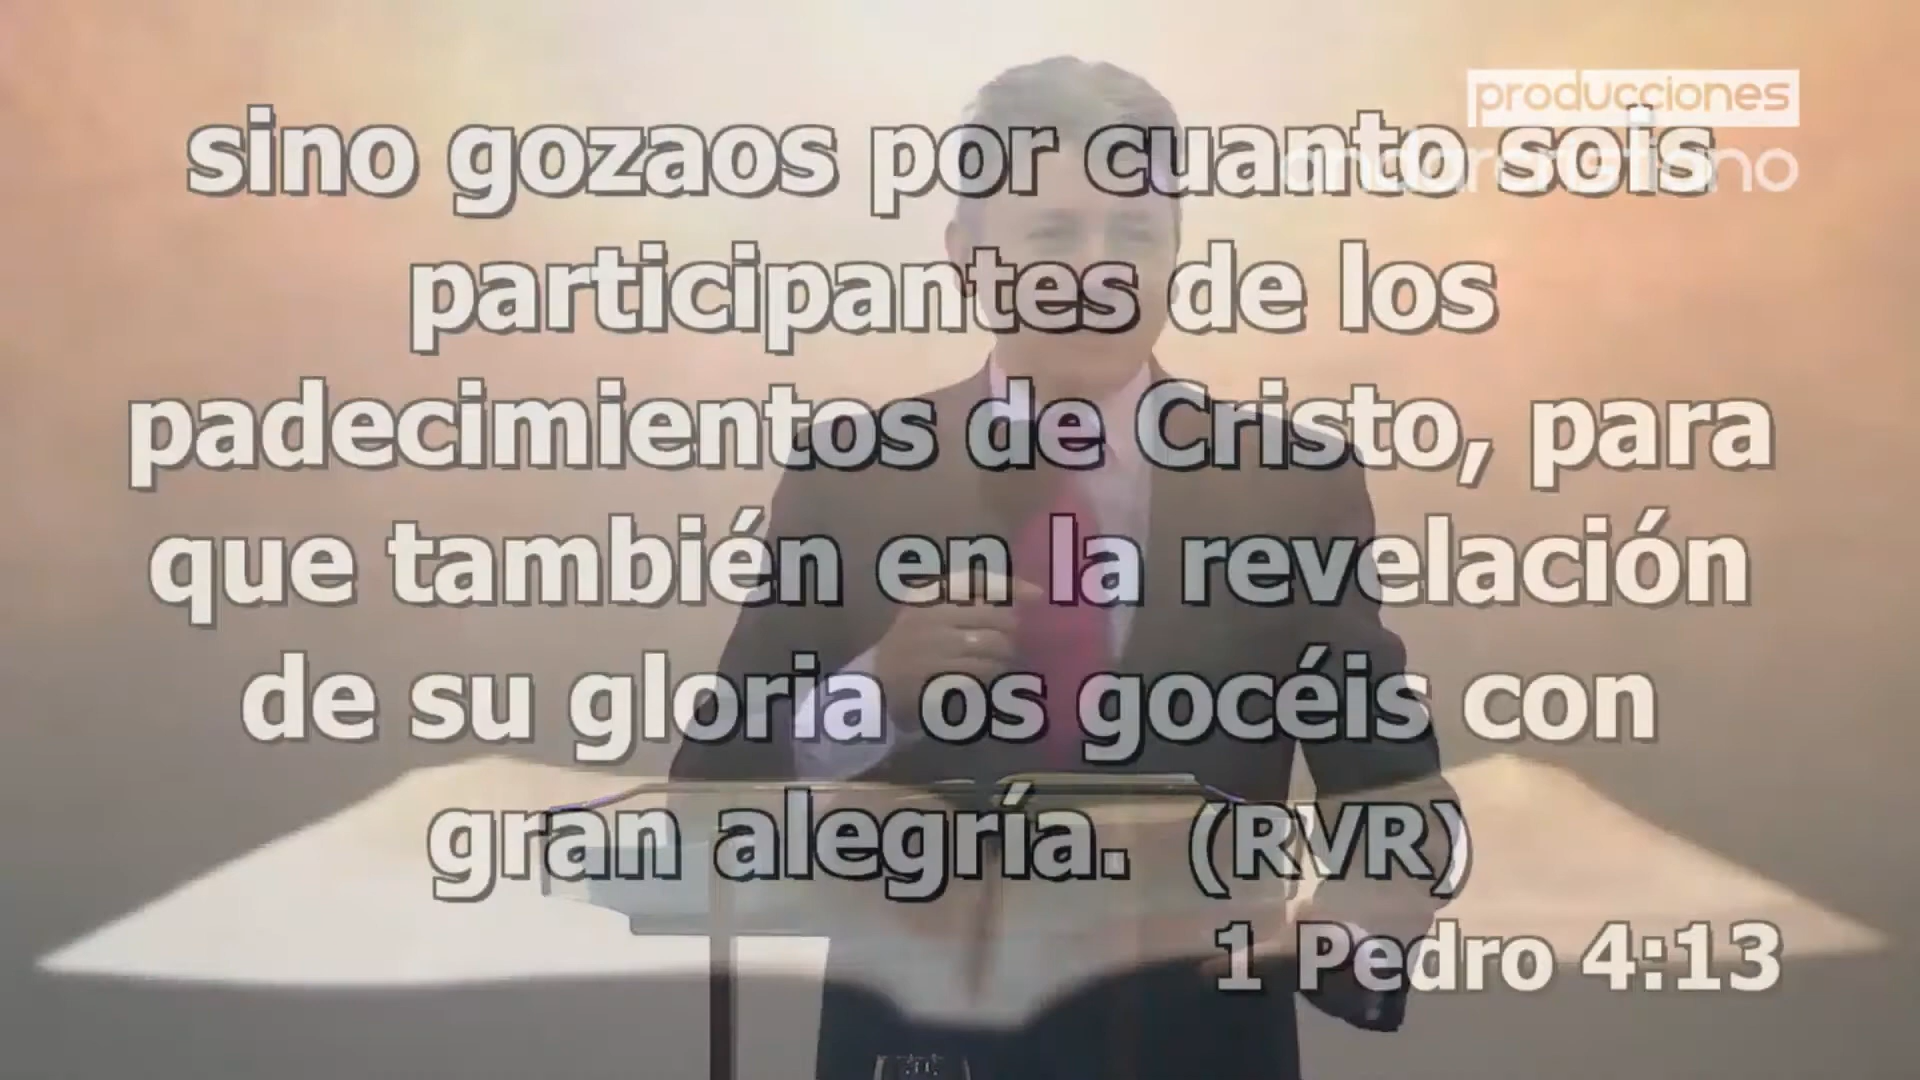 producciones
sino gozaos por cuanto sois
participantes de los
padecimientos de Cristo, para
que también en la revelación
de su gloria os gocéis con
gran alegría. (RVR)
1 Pedro 4:13